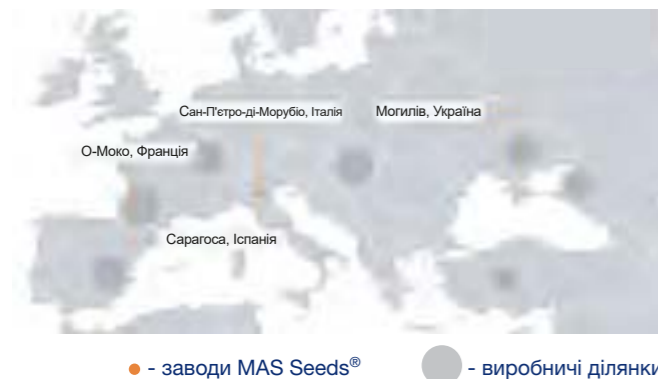 Сан-П'єтро-ді-Морубіо, Італія
Могилів, Україна
О-Моко, Франція
Сарагоса, Іспанія
- заводи MAS Seeds®
- виробничі ділянки